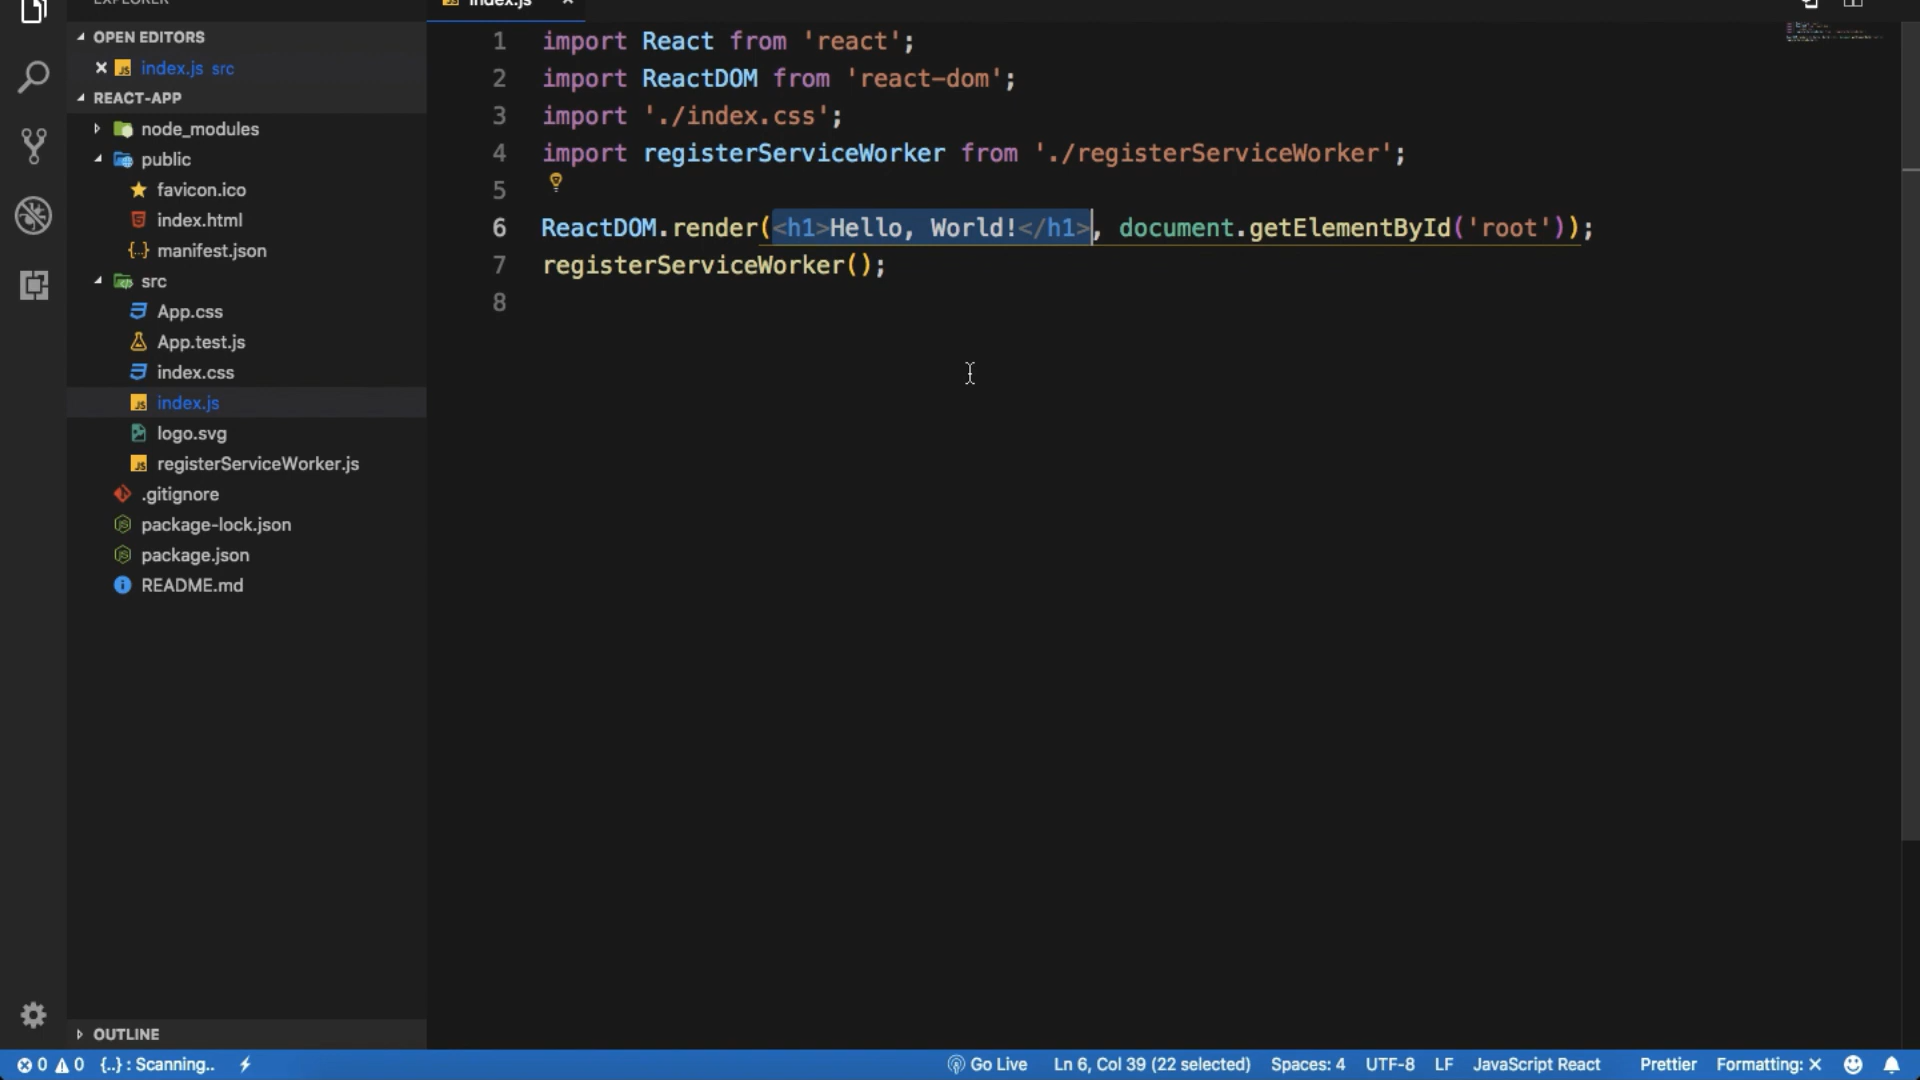 EXPLORER
OPEN EDITORS
index.js src
REACT-APP
node_modules
public
favicon.ico
index.html
manifest.json
src
App.css
App.test.js
index.css
index.js
logo.svg
registerServiceWorker.js
.gitignore
package-lock.json
package.json
README.md
OUTLINE
index.js
1 import React from 'react';
2 import ReactDOM from 'react-dom';
3 import './index.css';
4 import registerServiceWorker from './registerServiceWorker';
5
6 ReactDOM.render(<h1>Hello, World!</h1>, document.getElementById('root'));
7 registerServiceWorker();
8
0 0 {..} : Scanning.. Go Live Ln 6, Col 39 (22 selected) Spaces: 4 UTF-8 LF JavaScript React Prettier Formatting: ✕